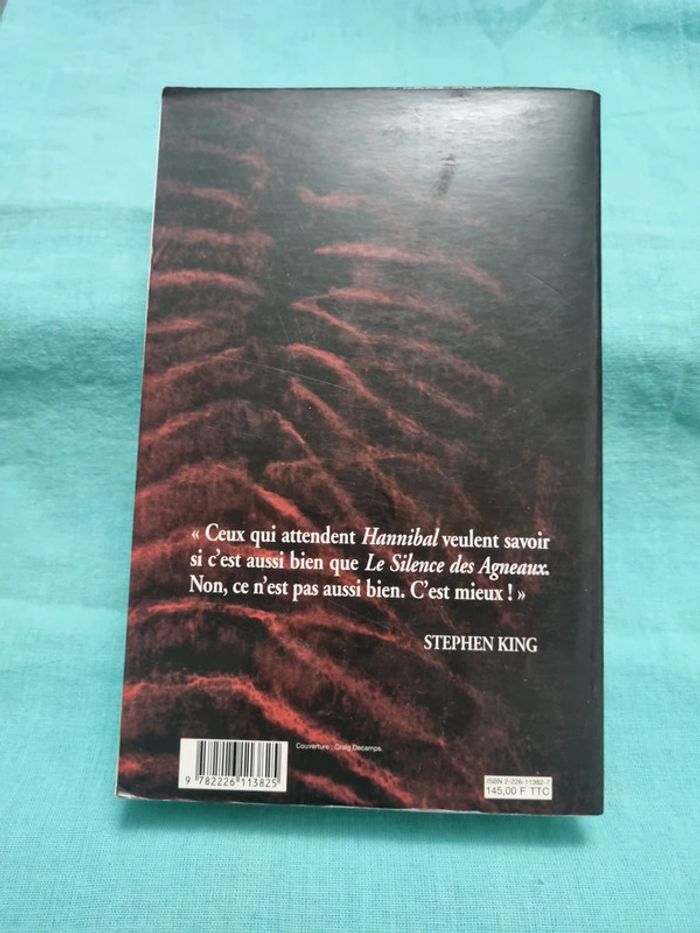 « Ceux qui attendent Hannibal veulent savoir
si c'est aussi bien que Le Silence des Agneaux.
Non, ce n'est pas aussi bien. C'est mieux ! »
STEPHEN KING
Couverture : Craig Decamps.
9 782226 113825
ISBN 2-226-11382-7
145,00 F TTC